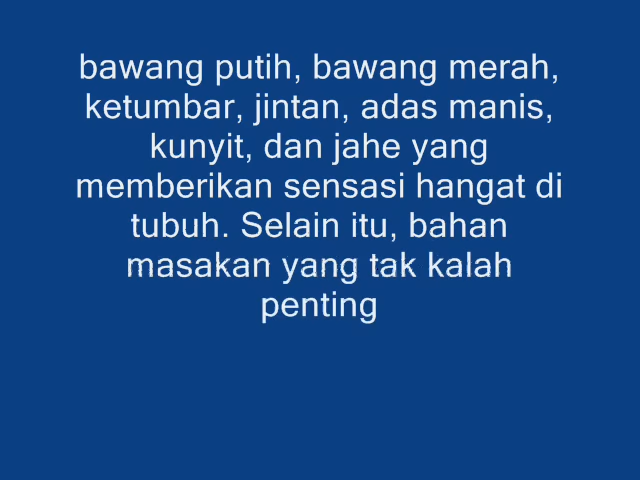 bawang putih, bawang merah,
ketumbar, jintan, adas manis,
kunyit, dan jahe yang
memberikan sensasi hangat di
tubuh. Selain itu, bahan
masakan yang tak kalah
penting